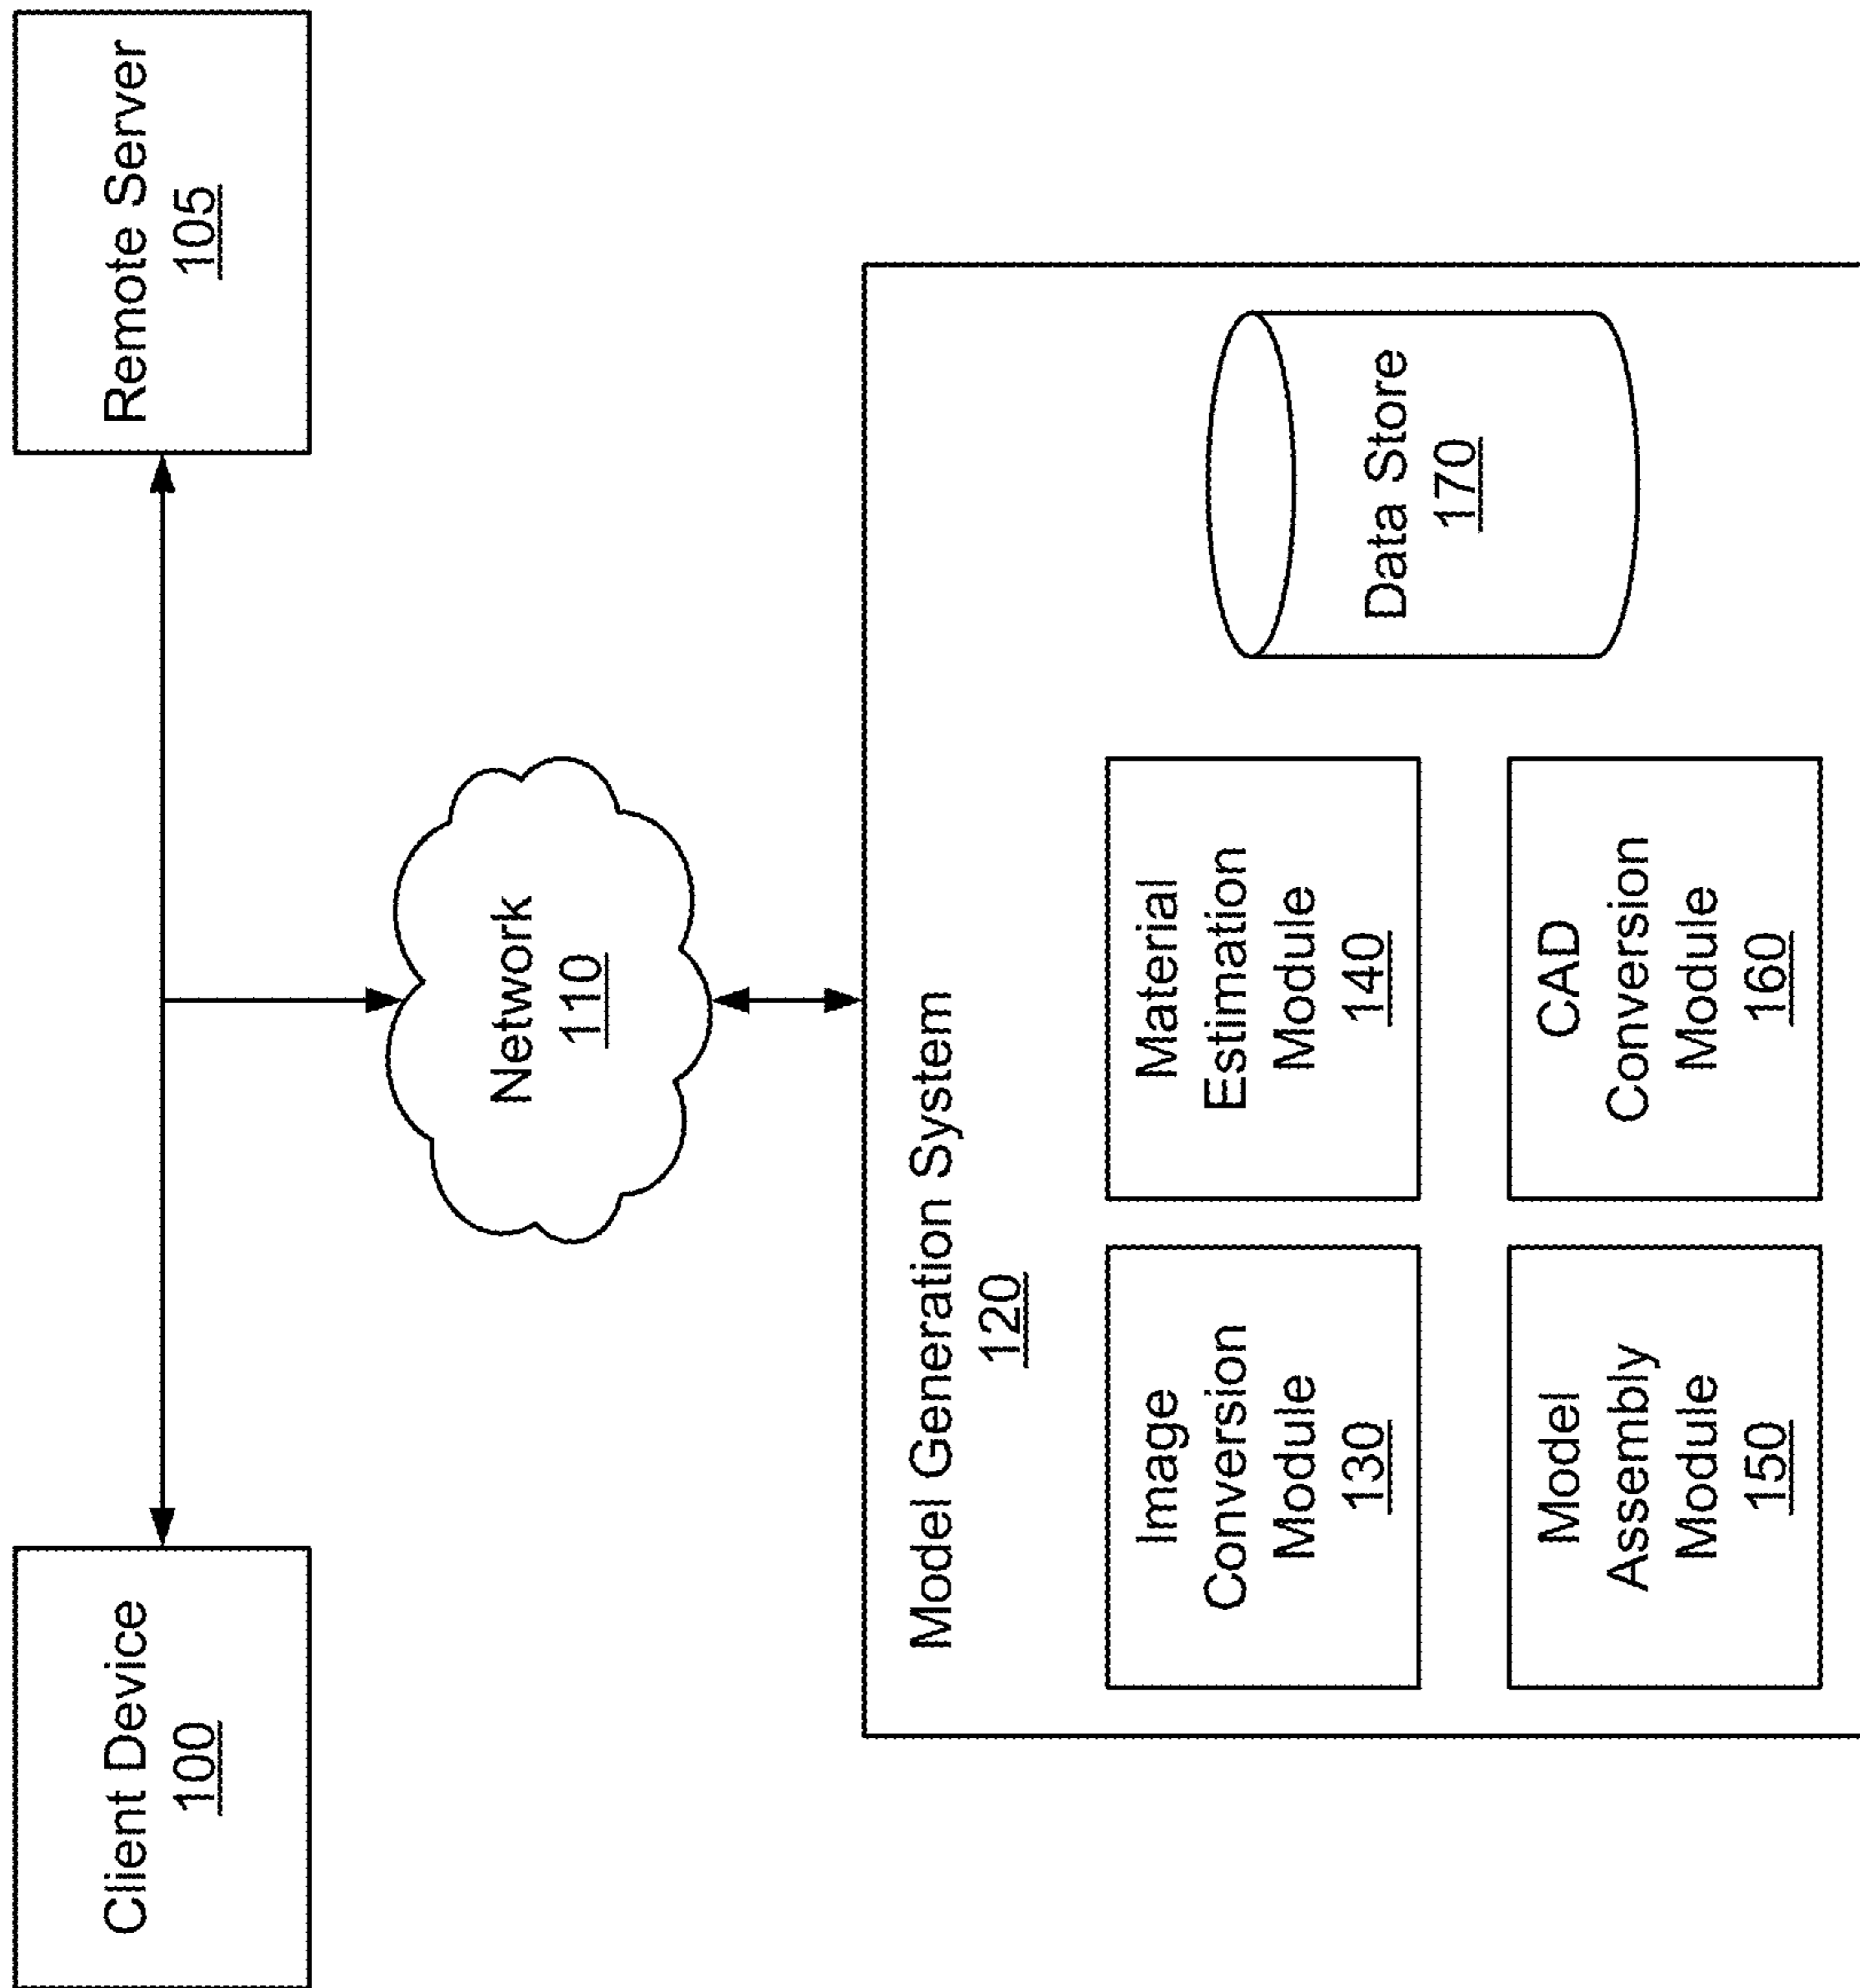 Client Device
100
Remote Server
105
Network
110
Model Generation System
120
Image
Conversion
Module
130
Material
Estimation
Module
140
Model
Assembly
Module
150
CAD
Conversion
Module
160
Data Store
170